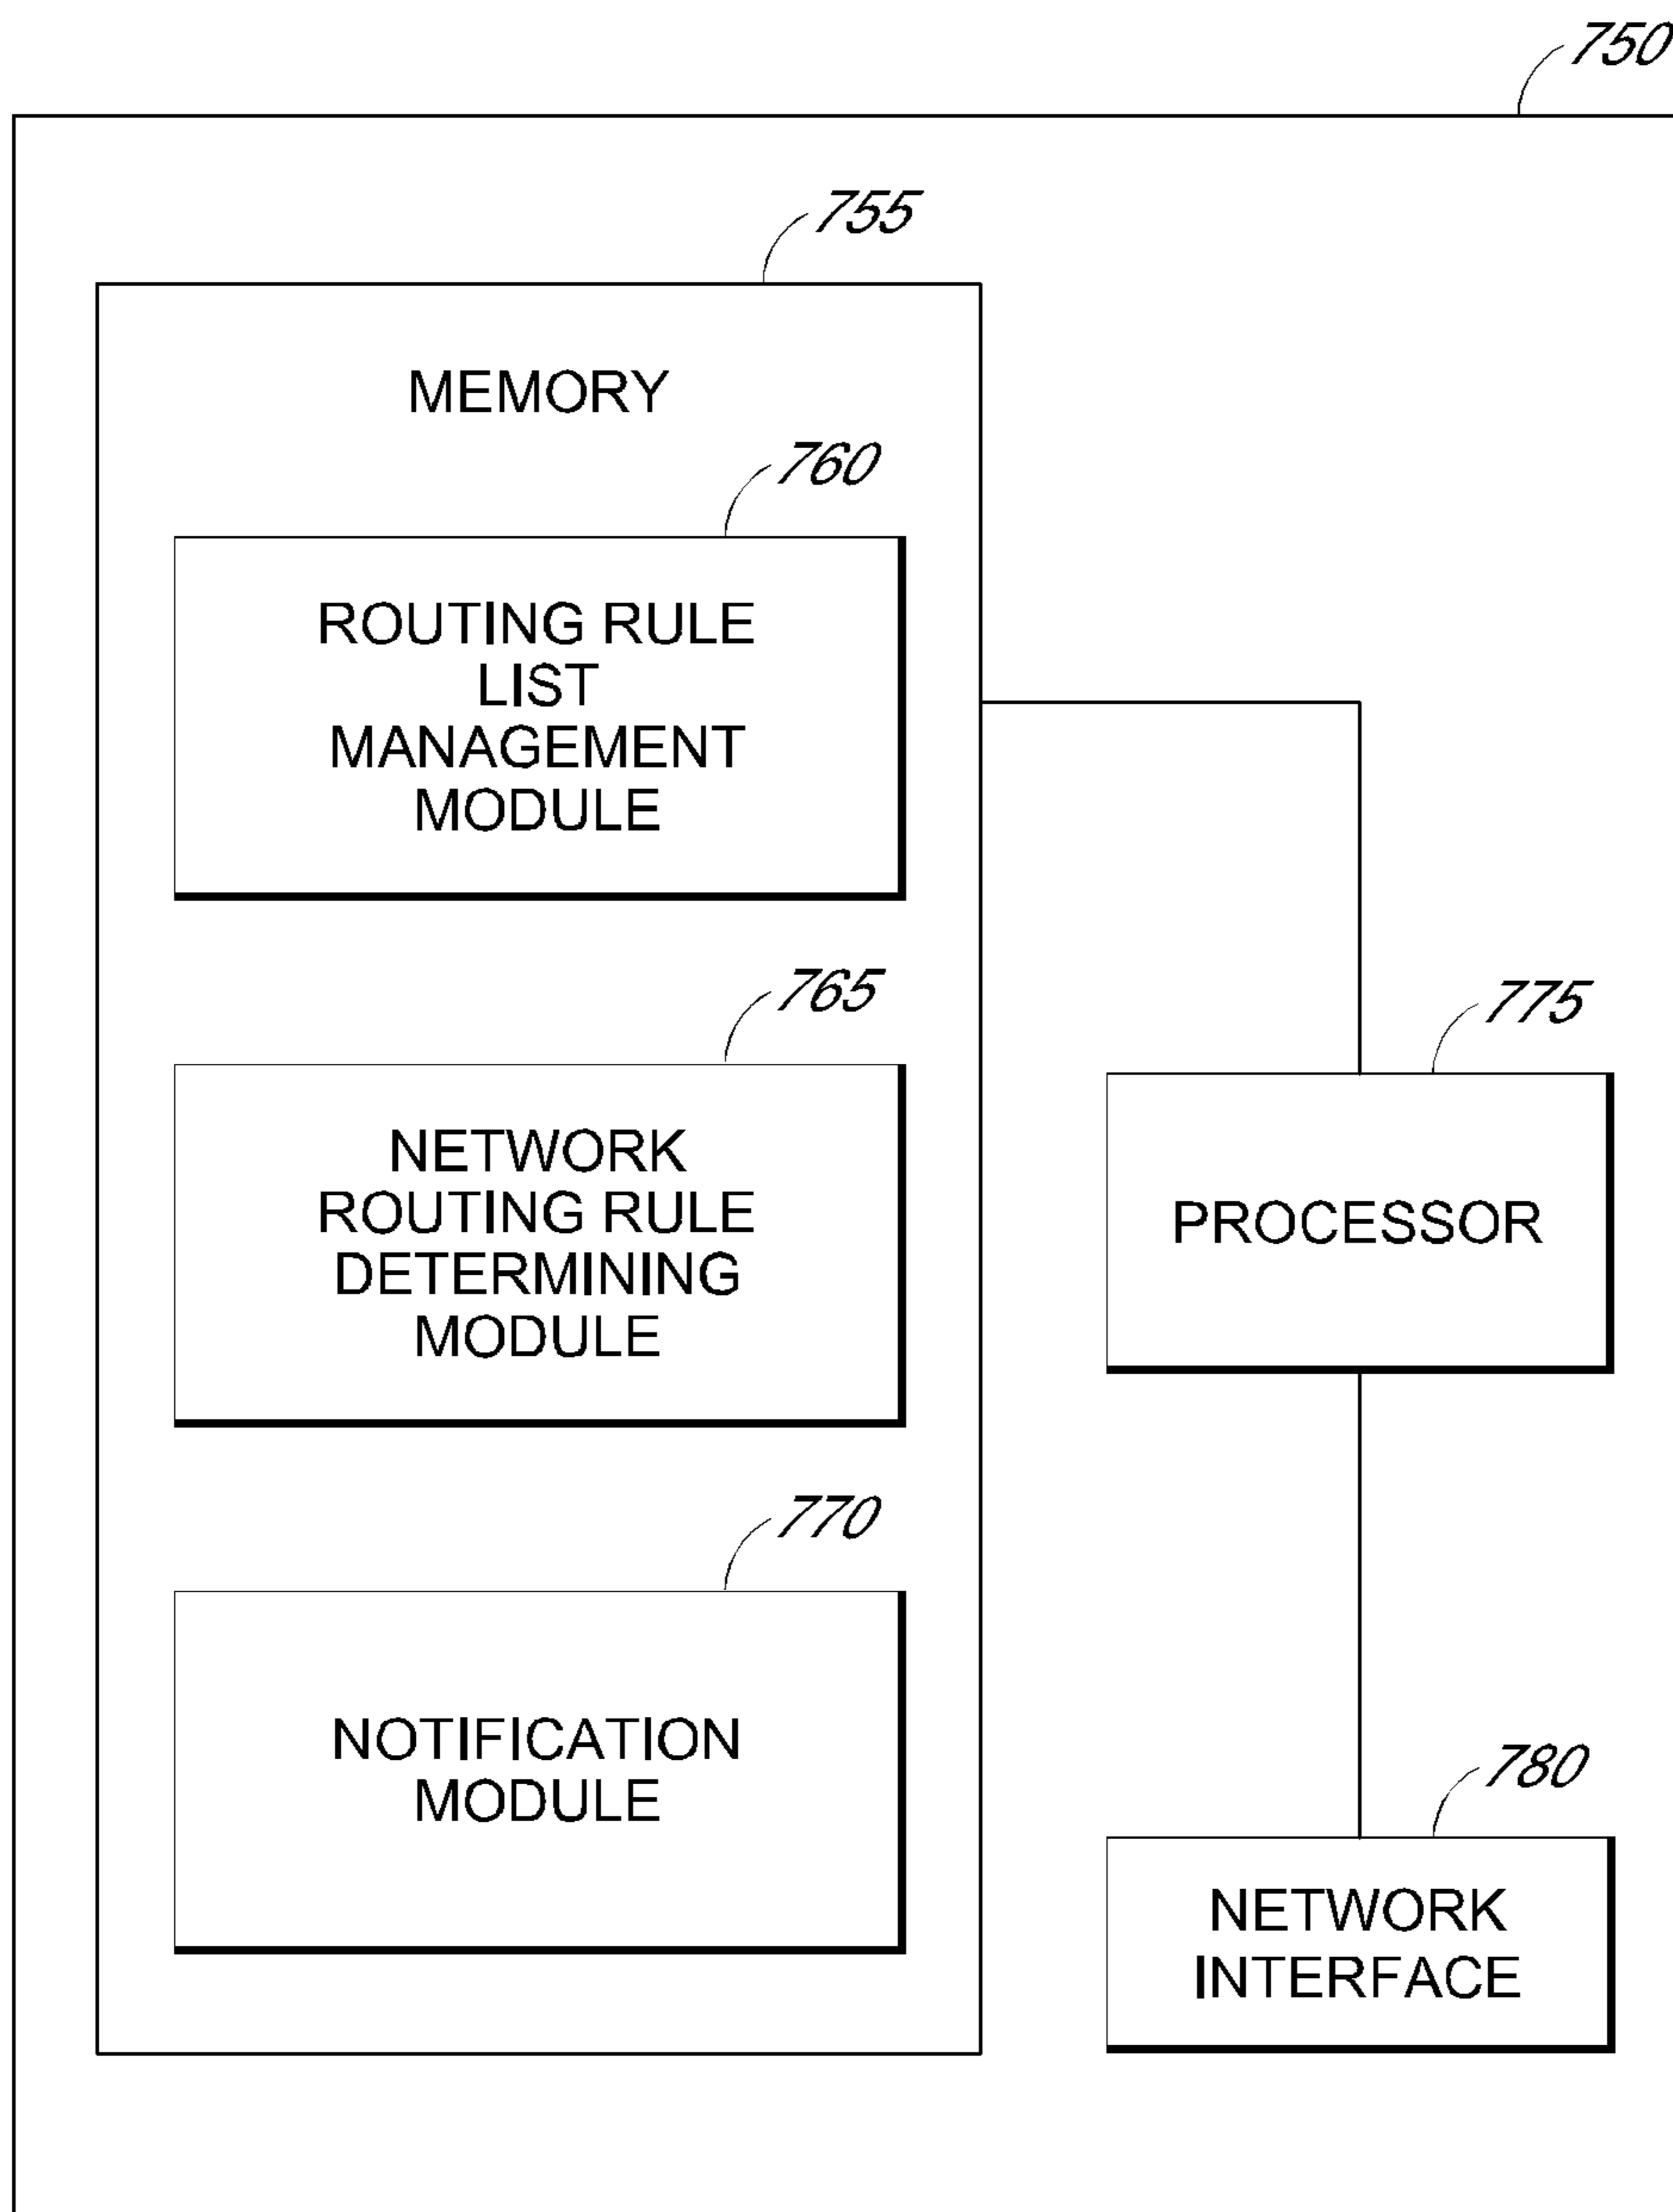 750
755
MEMORY
760
ROUTING RULE
LIST
MANAGEMENT
MODULE
765
NETWORK
ROUTING RULE
DETERMINING
MODULE
775
PROCESSOR
770
NOTIFICATION
MODULE
780
NETWORK
INTERFACE